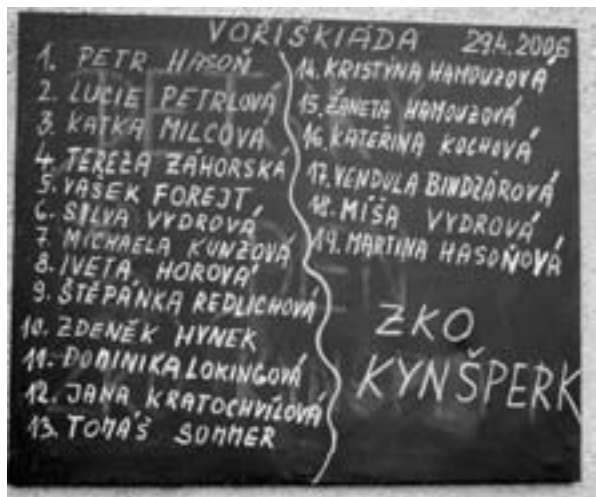 VOŘÍŠKIÁDA 29.4.2006
1. PETR HASOŇ
2. LUCIE PETRLOVÁ
3. KATKA MILCOVÁ
4. TEREZA ZÁHORSKÁ
5. VAŠEK FOREJT
6. SILVA VYDROVÁ
7. MICHAELA KUNZOVÁ
8. IVETA HOROVÁ
9. ŠTĚPÁNKA REDLICHOVÁ
10. ZDENĚK HYNEK
11. DOMINIKA LOKINGOVÁ
12. JANA KRATOCHVÍLOVÁ
13. TOMÁŠ SOMMER
14. KRISTÝNA HAMOUZOVÁ
15. ŽANETA HAMOUZOVÁ
16. KATEŘINA KOCHOVÁ
17. VENDULA BINDZÁROVÁ
18. MÍŠA VYDROVÁ
19. MARTINA HASOŇOVÁ
ZKO
KYNŠPERK